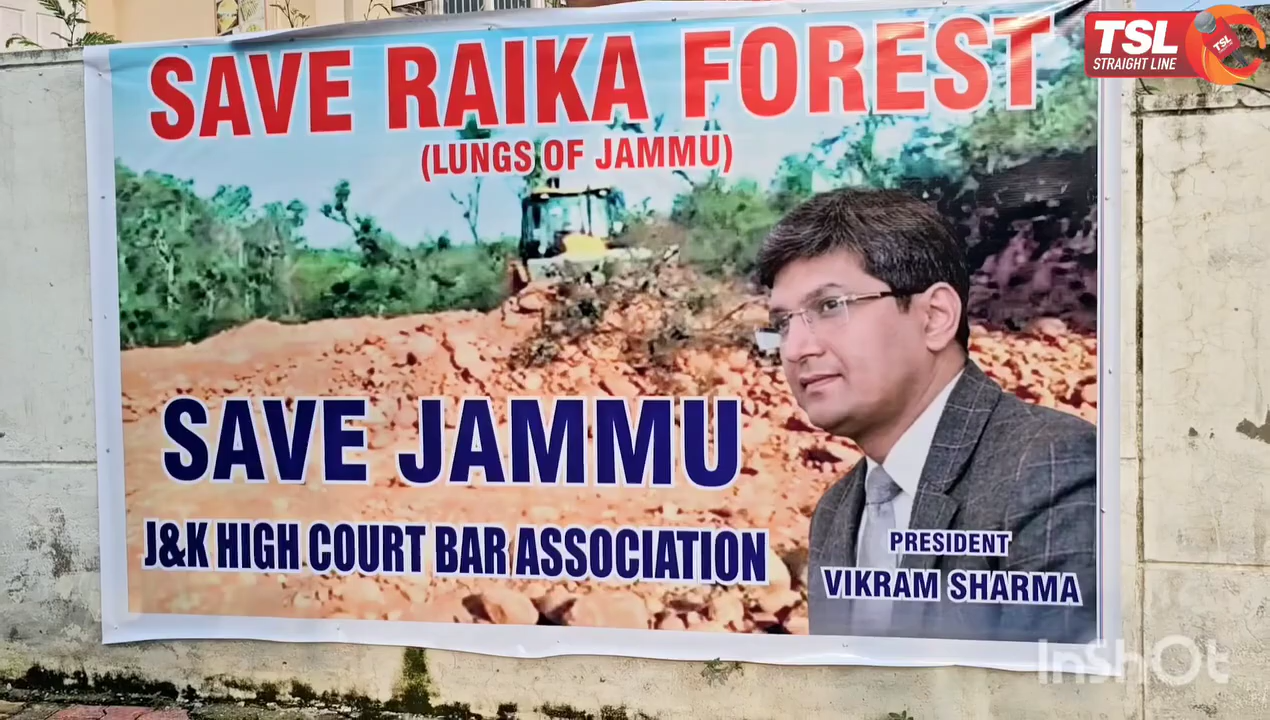 SAVE RAIKA FOREST
(LUNGS OF JAMMU)
SAVE JAMMU
J&K HIGH COURT BAR ASSOCIATION
PRESIDENT
VIKRAM SHARMA
TSL
STRAIGHT LINE
TSL
InShOt